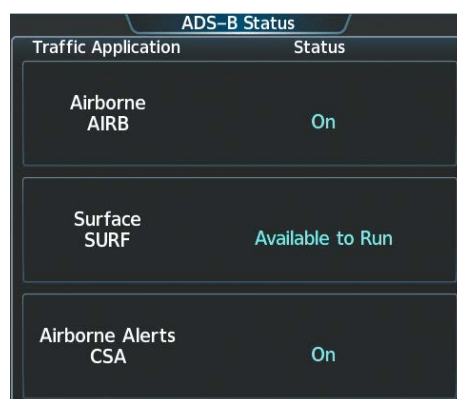 ADS-B Status
Traffic Application Status
Airborne
AIRB
On
Surface
SURF
Available to Run
Airborne Alerts
CSA
On